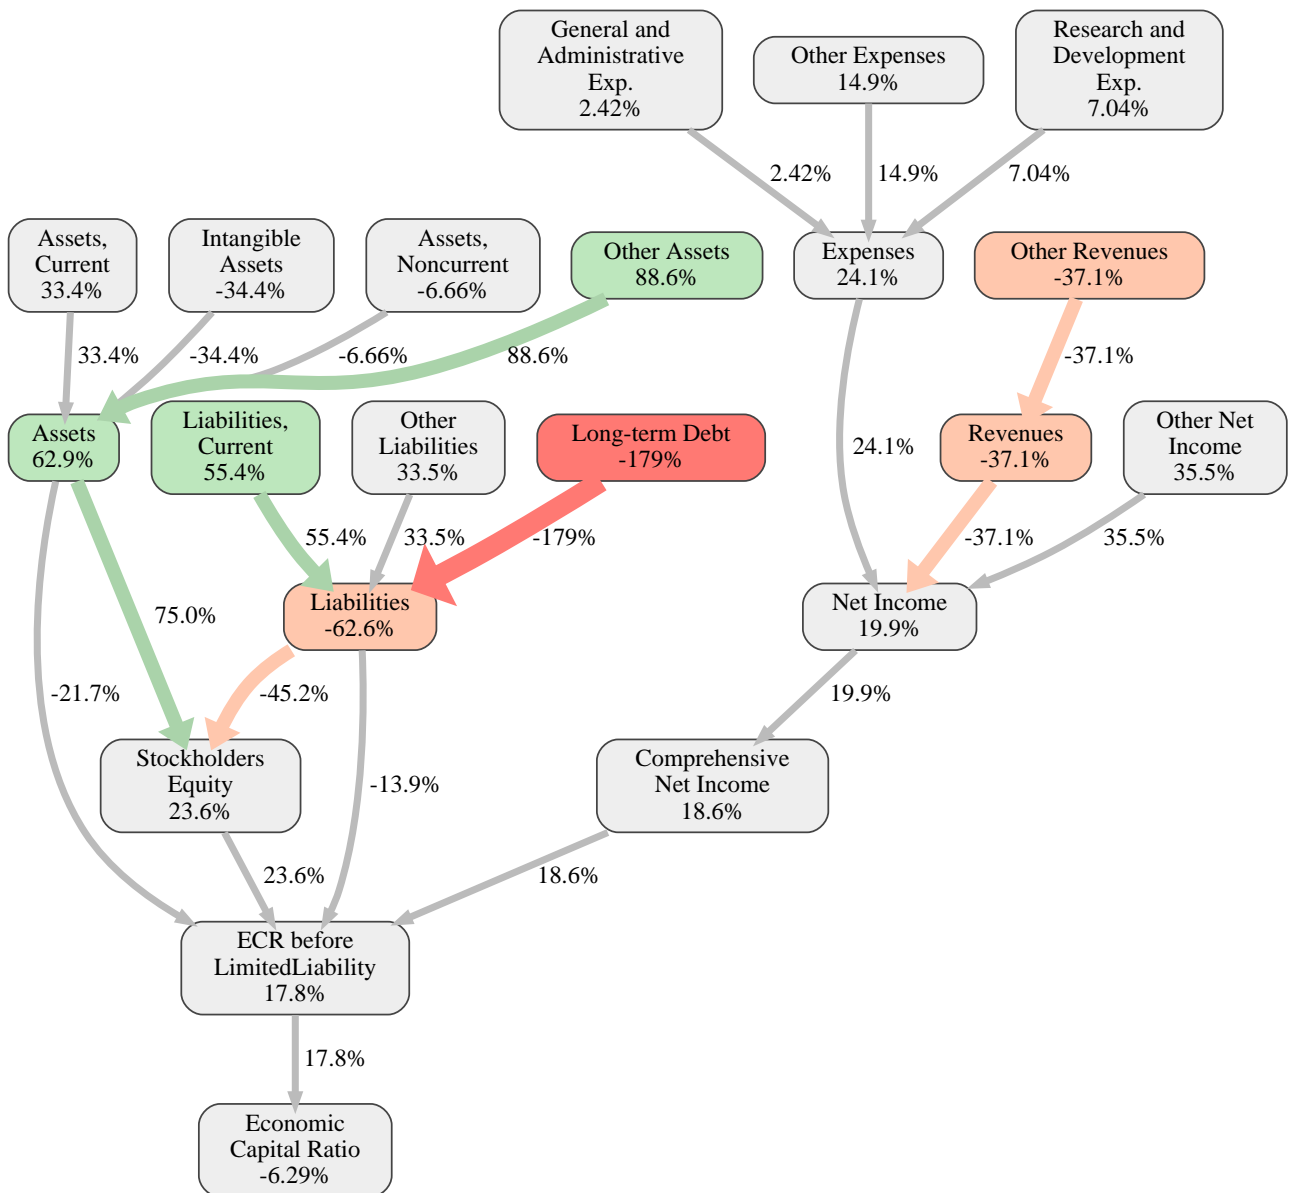 General and
Administrative
Exp.
2.42%
Other Expenses
14.9%
Research and
Development
Exp.
7.04%
2.42%
14.9%
7.04%
Assets,
Current
33.4%
Intangible
Assets
-34.4%
Assets,
Noncurrent
-6.66%
Other Assets
88.6%
Expenses
24.1%
Other Revenues
-37.1%
33.4%
-34.4%
-6.66%
88.6%
-37.1%
Assets
62.9%
Liabilities,
Current
55.4%
Other
Liabilities
33.5%
Long-term Debt
-179%
24.1%
Revenues
-37.1%
Other Net
Income
35.5%
55.4%
33.5%
-179%
-37.1%
35.5%
75.0%
Liabilities
-62.6%
Net Income
19.9%
-21.7%
-45.2%
19.9%
Stockholders
Equity
23.6%
-13.9%
Comprehensive
Net Income
18.6%
23.6%
18.6%
ECR before
LimitedLiability
17.8%
17.8%
Economic
Capital Ratio
-6.29%